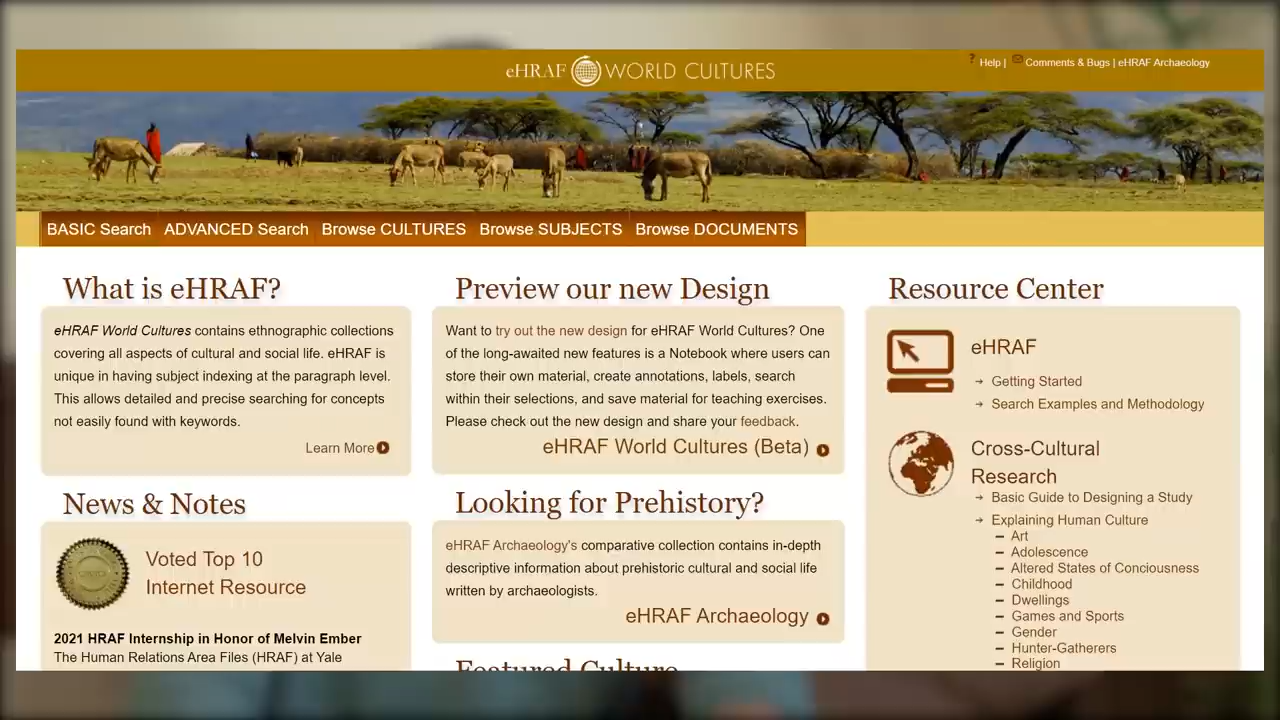 eHRAF WORLD CULTURES
? Help | Comments & Bugs | eHRAF Archaeology
BASIC Search ADVANCED Search Browse CULTURES Browse SUBJECTS Browse DOCUMENTS
What is eHRAF?
eHRAF World Cultures contains ethnographic collections
covering all aspects of cultural and social life. eHRAF is
unique in having subject indexing at the paragraph level.
This allows detailed and precise searching for concepts
not easily found with keywords.
Learn More
News & Notes
Voted Top 10
Internet Resource
2021 HRAF Internship in Honor of Melvin Ember
The Human Relations Area Files (HRAF) at Yale
Preview our new Design
Want to try out the new design for eHRAF World Cultures? One
of the long-awaited new features is a Notebook where users can
store their own material, create annotations, labels, search
within their selections, and save material for teaching exercises.
Please check out the new design and share your feedback.
eHRAF World Cultures (Beta)
Looking for Prehistory?
eHRAF Archaeology's comparative collection contains in-depth
descriptive information about prehistoric cultural and social life
written by archaeologists.
eHRAF Archaeology
Featured Culture
Resource Center
eHRAF
Getting Started
Search Examples and Methodology
Cross-Cultural
Research
Basic Guide to Designing a Study
Explaining Human Culture
Art
Adolescence
Altered States of Conciousness
Childhood
Dwellings
Games and Sports
Gender
Hunter-Gatherers
Religion